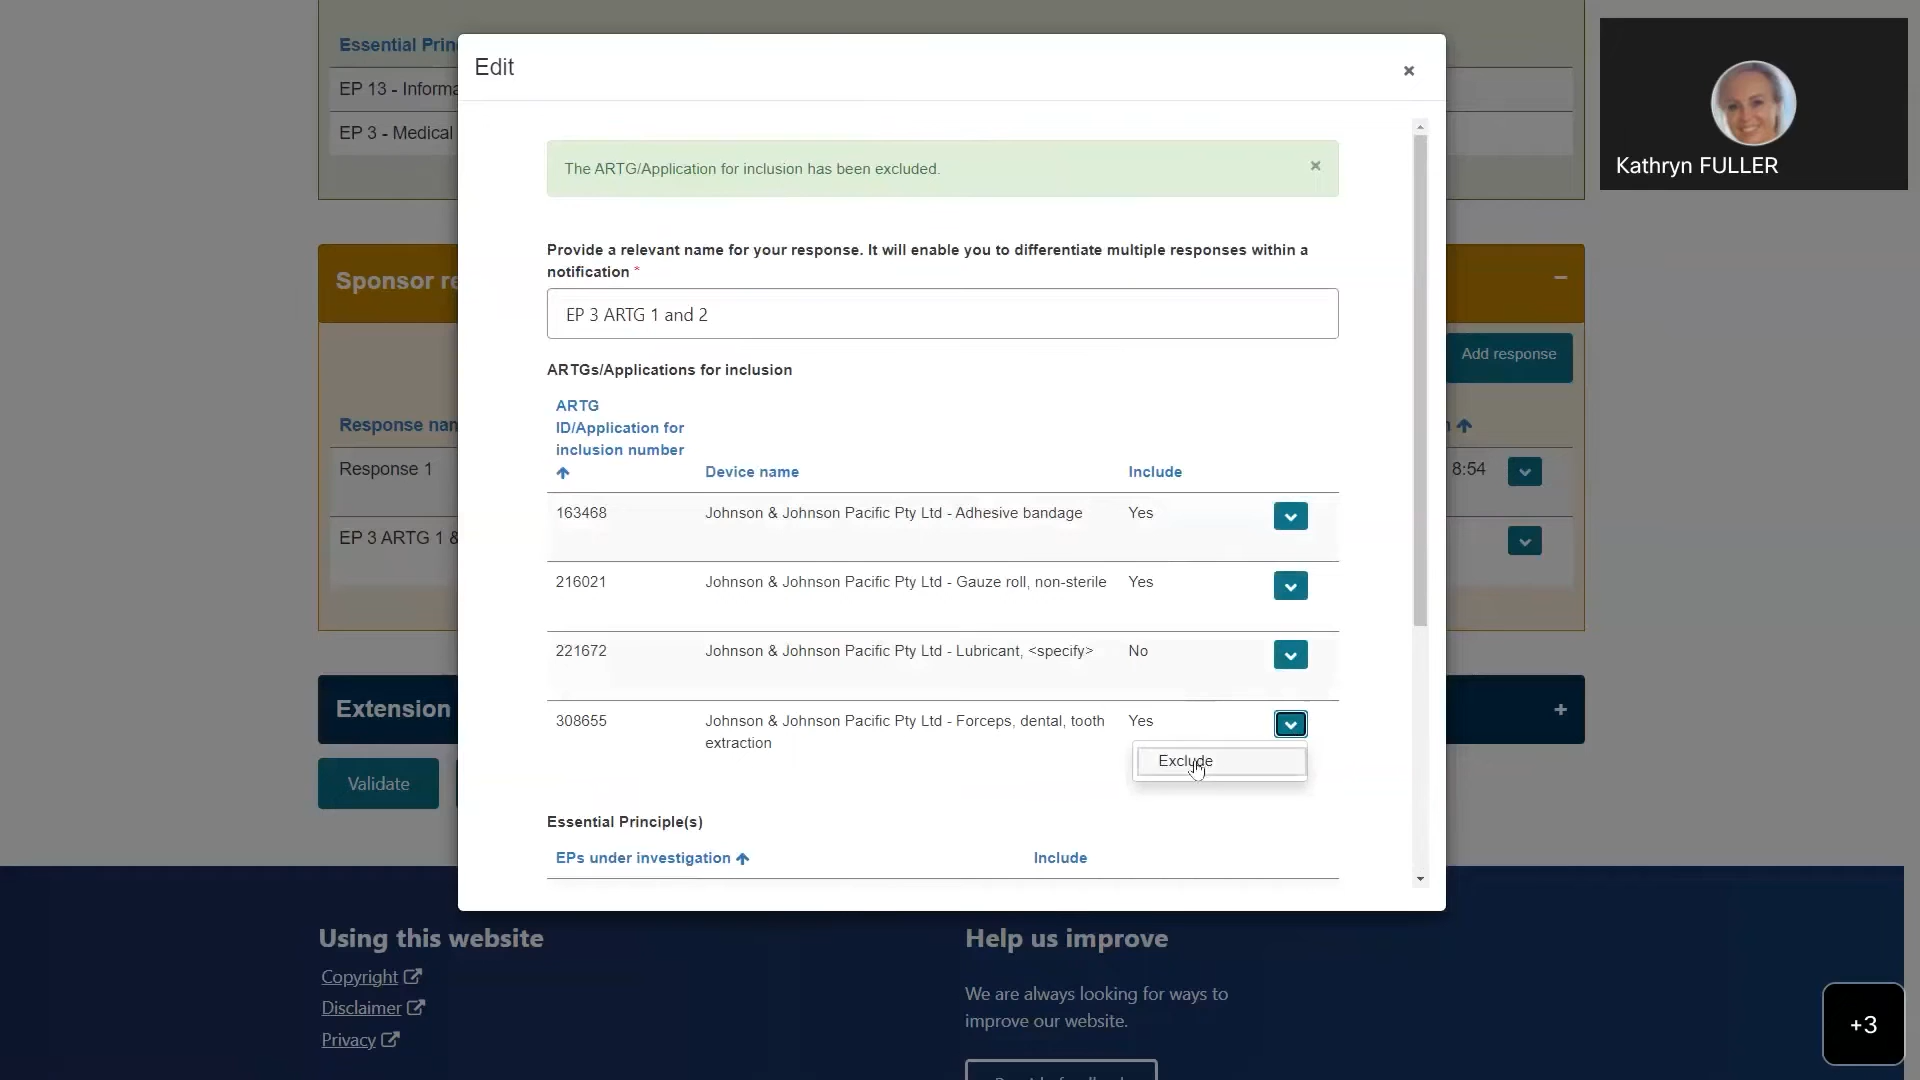 Essential Prin
EP 13 - Informa
EP 3 - Medical
Edit
×
The ARTG/Application for inclusion has been excluded.
×
Provide a relevant name for your response. It will enable you to differentiate multiple responses within a
notification *
EP 3 ARTG 1 and 2
ARTGs/Applications for inclusion
ARTG
ID/Application for
inclusion number
Device name
Include
163468 Johnson & Johnson Pacific Pty Ltd - Adhesive bandage Yes
216021 Johnson & Johnson Pacific Pty Ltd - Gauze roll, non-sterile Yes
221672 Johnson & Johnson Pacific Pty Ltd - Lubricant, <specify> No
308655 Johnson & Johnson Pacific Pty Ltd - Forceps, dental, tooth Yes
extraction
Exclude
Essential Principle(s)
EPs under investigation Include
Kathryn FULLER
Sponsor re
Add response
Response nam
Response 1
8:54
EP 3 ARTG 1 &
Extension
Validate
Using this website
Copyright
Disclaimer
Privacy
Help us improve
We are always looking for ways to
improve our website.
+3